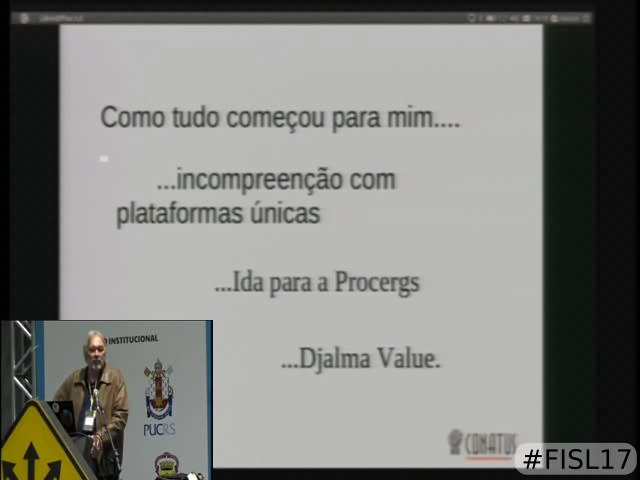 Como tudo começou para mim....
...incompreenção com
plataformas únicas
...Ida para a Procergs
...Djalma Value.
INSTITUCIONAL
PUCRS
CONATUS
#FISL17